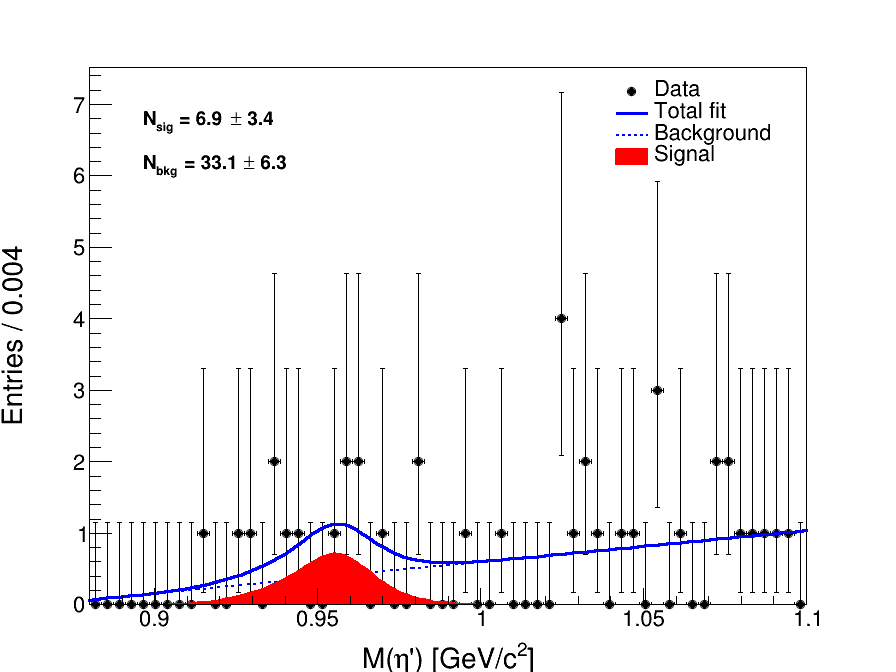 Entries / 0.004
7
6
5
4
3
2
1
0
N_sig = 6.9 ± 3.4
N_bkg = 33.1 ± 6.3
Data
Total fit
Background
Signal
0.9 0.95 1 1.05 1.1
M(η') [GeV/c²]